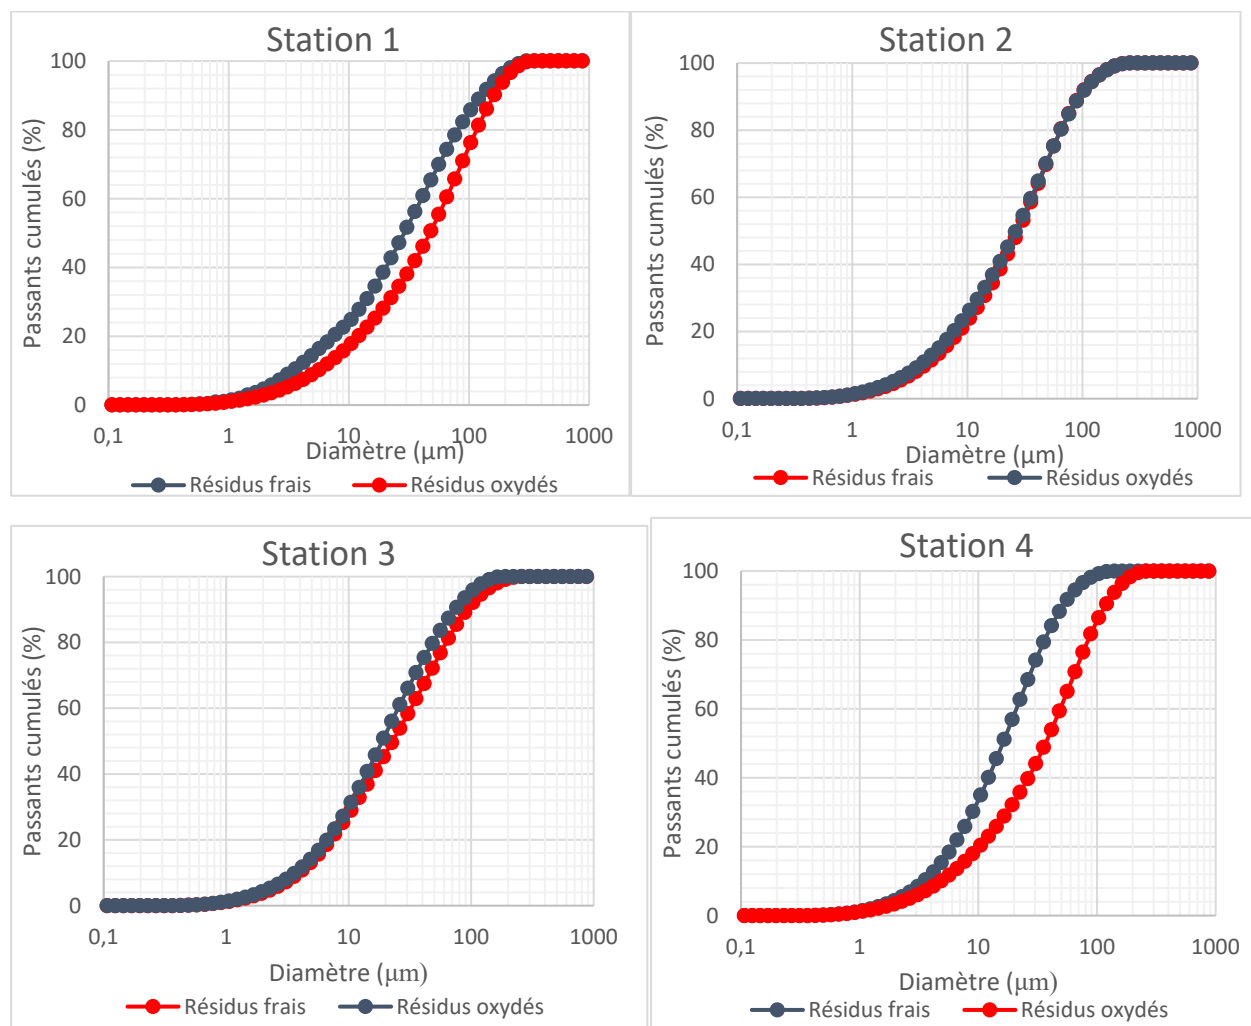 Station 1
Passants cumulés (%)
100
80
60
40
20
0
0,1 1 10 100 1000
Diamètre (µm)
Résidus frais Résidus oxydés
Station 2
Passants cumulés (%)
100
80
60
40
20
0
0,1 1 10 100 1000
Diamètre (µm)
Résidus frais Résidus oxydés
Station 3
Passants cumulés (%)
100
80
60
40
20
0
0,1 1 10 100 1000
Diamètre (µm)
Résidus frais Résidus oxydés
Station 4
Passants cumulés (%)
100
80
60
40
20
0
0,1 1 10 100 1000
Diamètre (µm)
Résidus frais Résidus oxydés